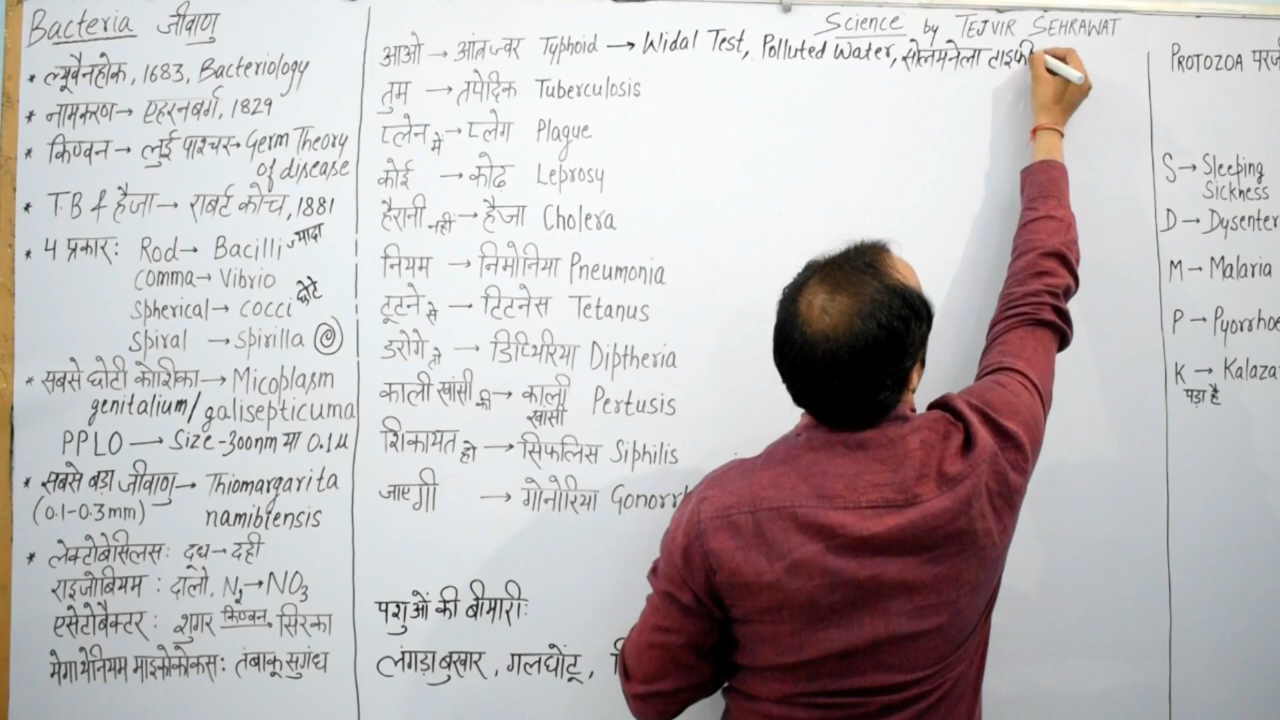 Bacteria जीवाणु
* ल्यूवैनहोक, 1683, Bacteriology
* नामकरण → एहरनबर्ग, 1829
* किण्वन → लुई पाश्चर → Germ Theory
of disease
* T.B & हैजा → राबर्ट कोच, 1881
* 4 प्रकार: Rod → Bacilli ज्यादा
Comma → Vibrio
Spherical → cocci छोटे
Spiral → Spirilla
* सबसे छोटी कोशिका → Micoplasm
genitalium/galisepticuma
PPLO → Size-300nm या 0.1µ
* सबसे बड़ा जीवाणु → Thiomargarita
(0.1-0.3mm) namibiensis
* लेक्टोबेसिलस: दूध → दही
राइजोबियम: दालों, N₂ → NO₃
एसेटोबैक्टर: शुगर किण्वन → सिरका
मेगाथेनियम माइक्रोकोकस: तंबाकू सुगंध
Science by TEJVIR SEHRAWAT
आओ → आंत्रज्वर Typhoid → Widal Test, Polluted Water, सोलमनेला टाइफी
तुम → तपेदिक Tuberculosis
प्लेन में → प्लेग Plague
कोई → कोढ़ Leprosy
हैरानी नहीं → हैजा Cholera
नियम → निमोनिया Pneumonia
टूटने से → टिटनेस Tetanus
डरोगे तो → डिप्थिरिया Diptheria
काली खांसी की → काली खांसी Pertusis
शिकायत हो → सिफलिस Siphilis
जाएगी → गोनोरिया Gonorr
पशुओं की बीमारी:
लंगड़ा बुखार, गलघोंटू,
PROTOZOA
S → Sleeping
Sickness
D → Dysenter
M → Malaria
P → Pyorrhoe
K → Kalaza
पड़ा है